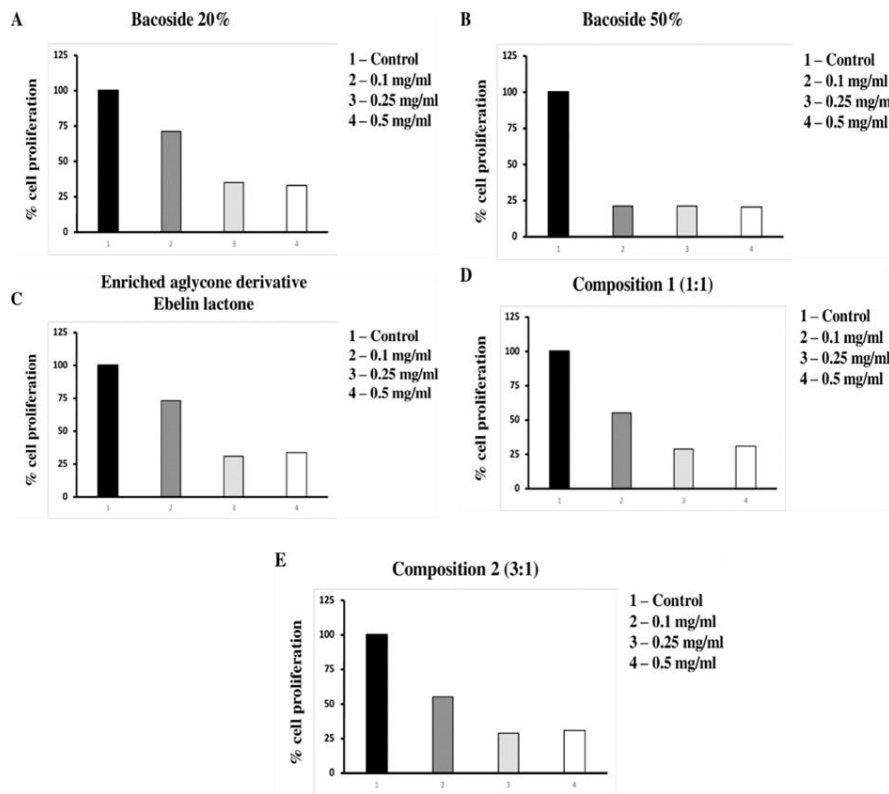 A
Bacoside 20%
125
100
75
50
25
0
% cell proliferation
1
2
3
4
1 – Control
2 – 0.1 mg/ml
3 – 0.25 mg/ml
4 – 0.5 mg/ml
B
Bacoside 50%
125
100
75
50
25
0
% cell proliferation
1
2
3
4
1 – Control
2 – 0.1 mg/ml
3 – 0.25 mg/m
4 – 0.5 mg/ml
C
Enriched aglycone derivative
Ebelin lactone
125
100
75
50
25
0
% cell proliferation
1
2
3
4
1 – Control
2 – 0.1 mg/ml
3 – 0.25 mg/ml
4 – 0.5 mg/ml
D
Composition 1 (1:1)
125
100
75
50
25
0
% cell proliferation
1
2
3
4
1 – Control
2 – 0.1 mg/ml
3 – 0.25 mg/ml
4 – 0.5 mg/ml
E
Composition 2 (3:1)
125
100
75
50
25
0
% cell proliferation
1
2
3
4
1 – Control
2 – 0.1 mg/ml
3 – 0.25 mg/ml
4 – 0.5 mg/ml